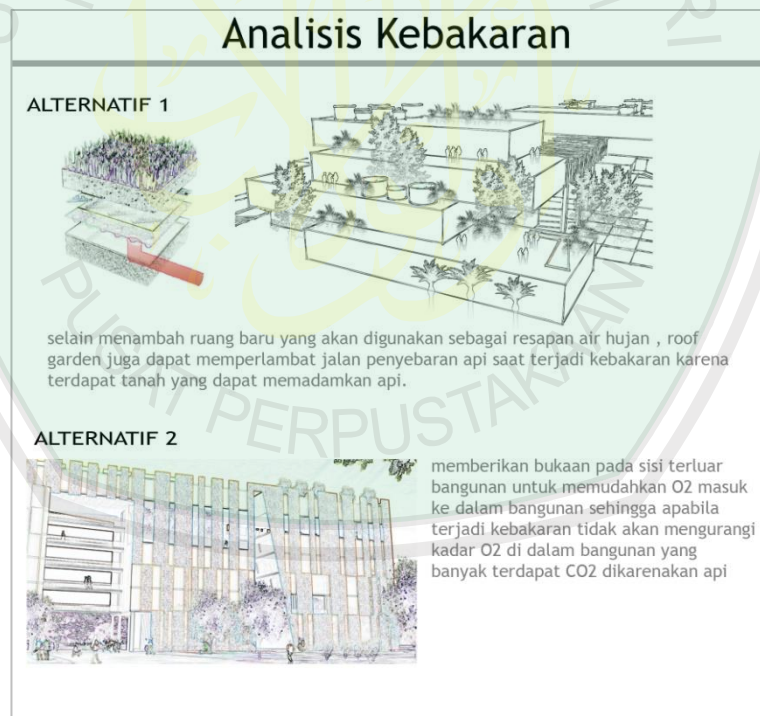 Analisis Kebakaran
ALTERNATIF 1
selain menambah ruang baru yang akan digunakan sebagai resapan air hujan , roof
garden juga dapat memperlambat jalan penyebaran api saat terjadi kebakaran karena
terdapat tanah yang dapat memadamkan api.
PUSAT PERPUSTAKAAN
ALTERNATIF 2
memberikan bukaan pada sisi terluar
bangunan untuk memudahkan O2 masuk
ke dalam bangunan sehingga apabila
terjadi kebakaran tidak akan mengurangi
kadar O2 di dalam bangunan yang
banyak terdapat CO2 dikarenakan api